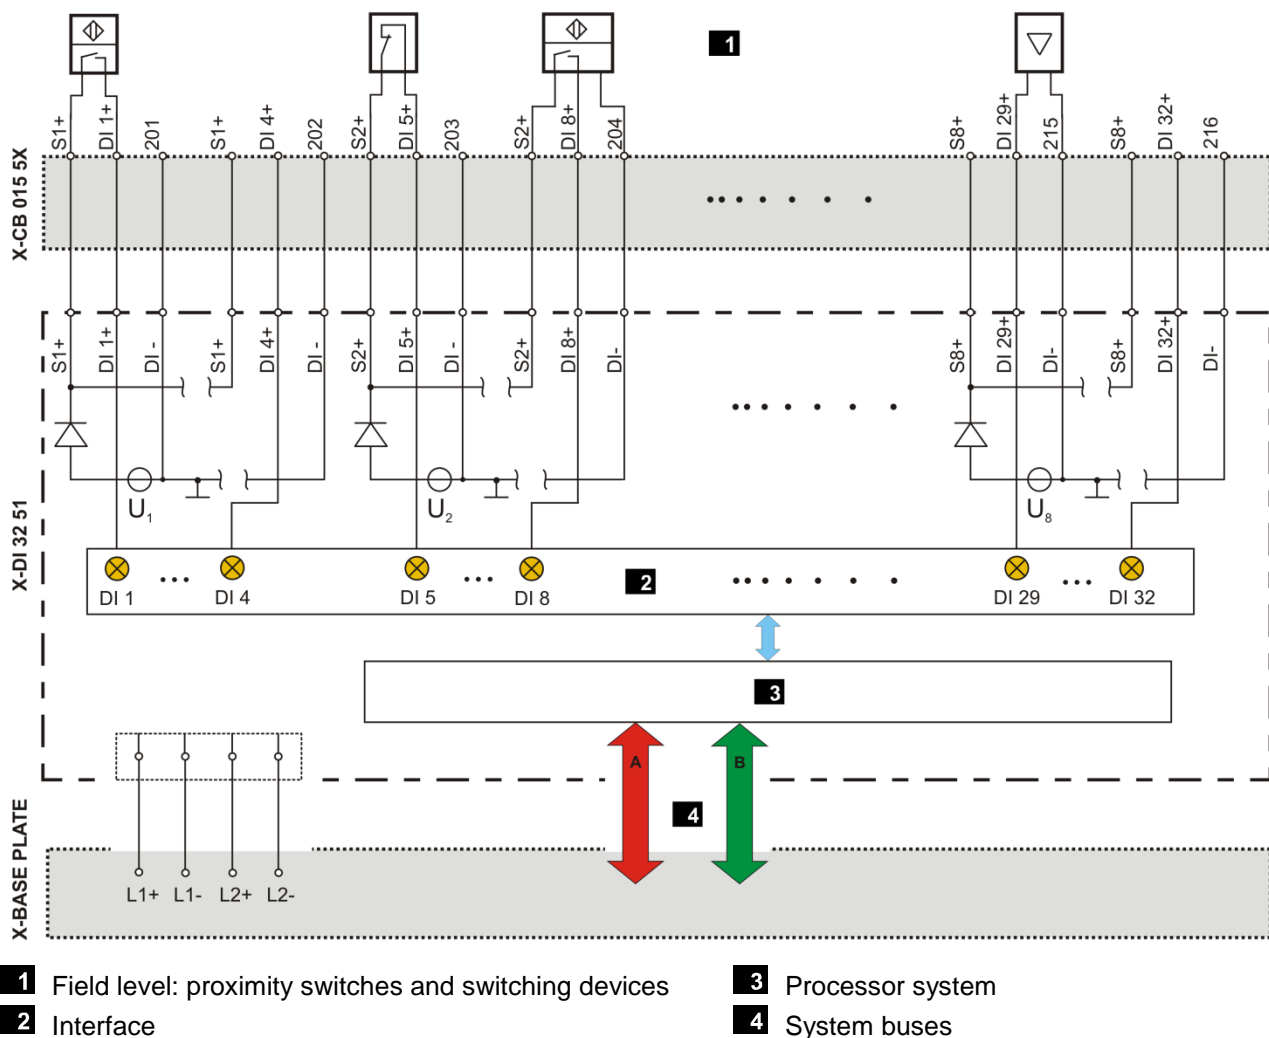 1
S1+ DI 1+ 201 S1+ DI 4+ 202 S2+ DI 5+ 203 S2+ DI 8+ 204 S8+ DI 29+ 215 S8+ DI 32+ 216
X-CB 015 5X
S1+ DI 1+ DI - S1+ DI 4+ DI - S2+ DI 5+ DI - S2+ DI 8+ DI- S8+ DI 29+ DI- S8+ DI 32+ DI-
U1 U2 U8
X-DI 32 51
2
DI 1 DI 4 DI 5 DI 8 DI 29 DI 32
3
A B
4
X-BASE PLATE
L1+ L1- L2+ L2-
1 Field level: proximity switches and switching devices
2 Interface
3 Processor system
4 System buses